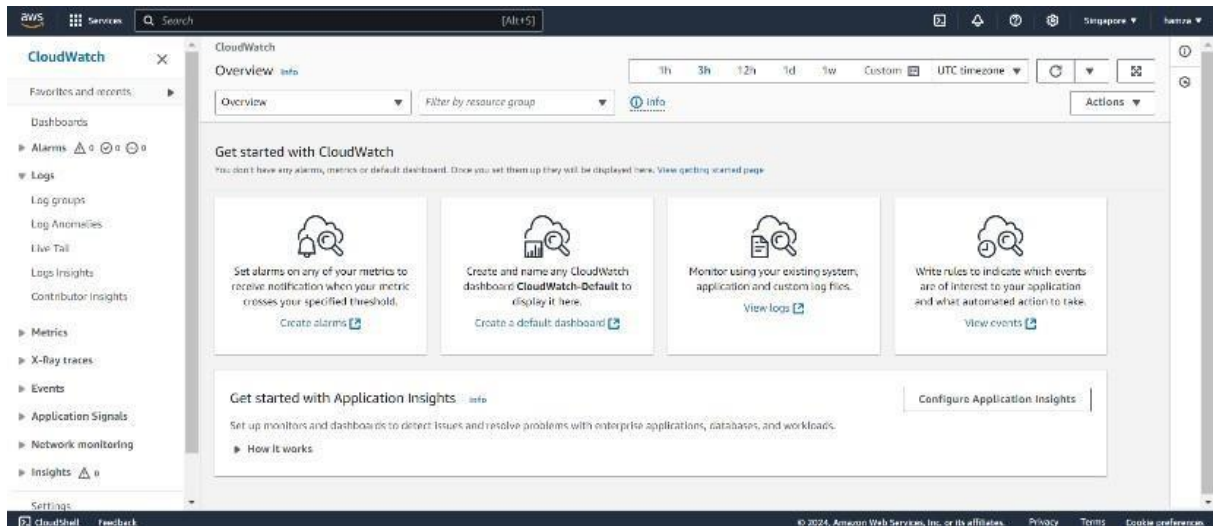 aws
Services
Search
[Alt+S]
Singapore
hamza
CloudWatch
Favorites and recents
Dashboards
Alarms 0 0 0
Logs
Log groups
Log Anomalies
Live Tail
Logs Insights
Contributor Insights
Metrics
X-Ray traces
Events
Application Signals
Network monitoring
Insights 0
Settings
CloudWatch
Overview Info
1h 3h 12h 1d 1w Custom UTC timezone
Overview
Filter by resource group
Info
Actions
Get started with CloudWatch
You don't have any alarms, metrics or default dashboard. Once you set them up they will be displayed here. View getting started page
Set alarms on any of your metrics to
receive notification when your metric
crosses your specified threshold.
Create alarms
Create and name any CloudWatch
dashboard CloudWatch-Default to
display it here.
Create a default dashboard
Monitor using your existing system,
application and custom log files.
View logs
Write rules to indicate which events
are of interest to your application
and what automated action to take.
View events
Get started with Application Insights Info
Configure Application Insights
Set up monitors and dashboards to detect issues and resolve problems with enterprise applications, databases, and workloads.
How it works
CloudShell Feedback
© 2024, Amazon Web Services, Inc. or its affiliates. Privacy Terms Cookie preferences